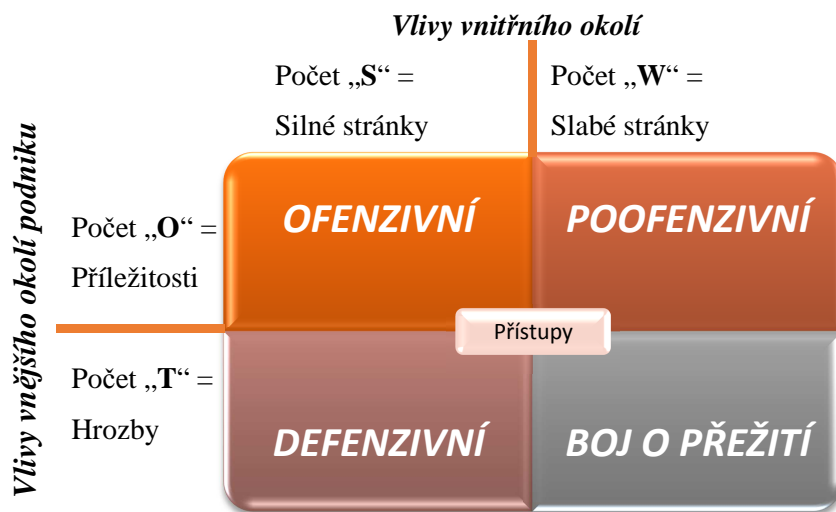 Vlivy vnitřního okolí
Počet „S“ =
Silné stránky
Počet „W“ =
Slabé stránky
Vlivy vnějšího okolí podniku
Počet „O“ =
Příležitosti
OFENZIVNÍ
POOFENZIVNÍ
Přístupy
Počet „T“ =
Hrozby
DEFENZIVNÍ
BOJ O PŘEŽITÍ